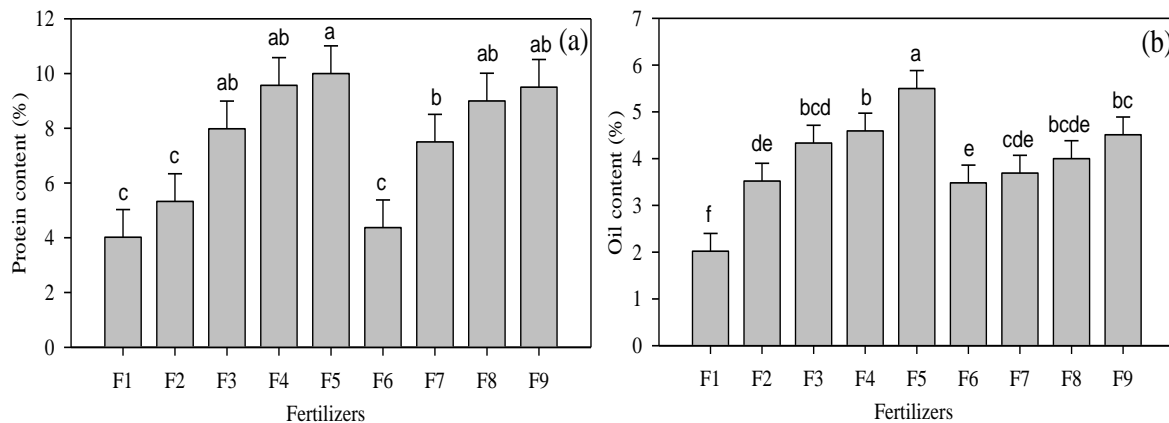 (a)
Protein content (%)
12
10
8
6
4
2
0
c
c
ab
ab
a
c
b
ab
ab
F1 F2 F3 F4 F5 F6 F7 F8 F9
Fertilizers
(b)
Oil content (%)
7
6
5
4
3
2
1
0
f
de
bcd
b
a
e
cde
bcde
bc
F1 F2 F3 F4 F5 F6 F7 F8 F9
Fertilizers